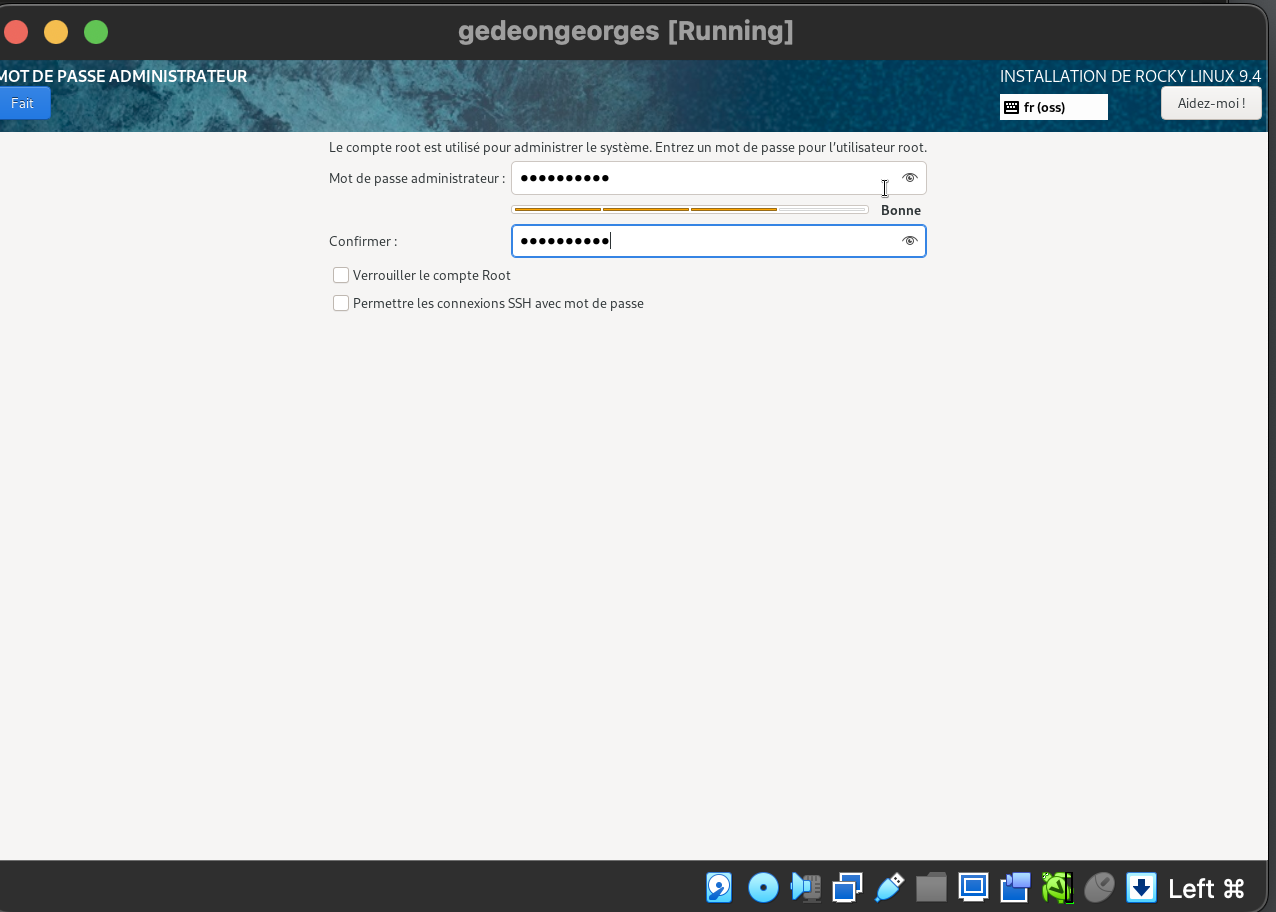 gedeongeorges [Running]
MOT DE PASSE ADMINISTRATEUR
INSTALLATION DE ROCKY LINUX 9.4
Fait
fr (oss)
Aidez-moi !
Le compte root est utilisé pour administrer le système. Entrez un mot de passe pour l’utilisateur root.
Mot de passe administrateur : ●●●●●●●●●●
Bonne
Confirmer : ●●●●●●●●●●
Verrouiller le compte Root
Permettre les connexions SSH avec mot de passe
Left ⌘